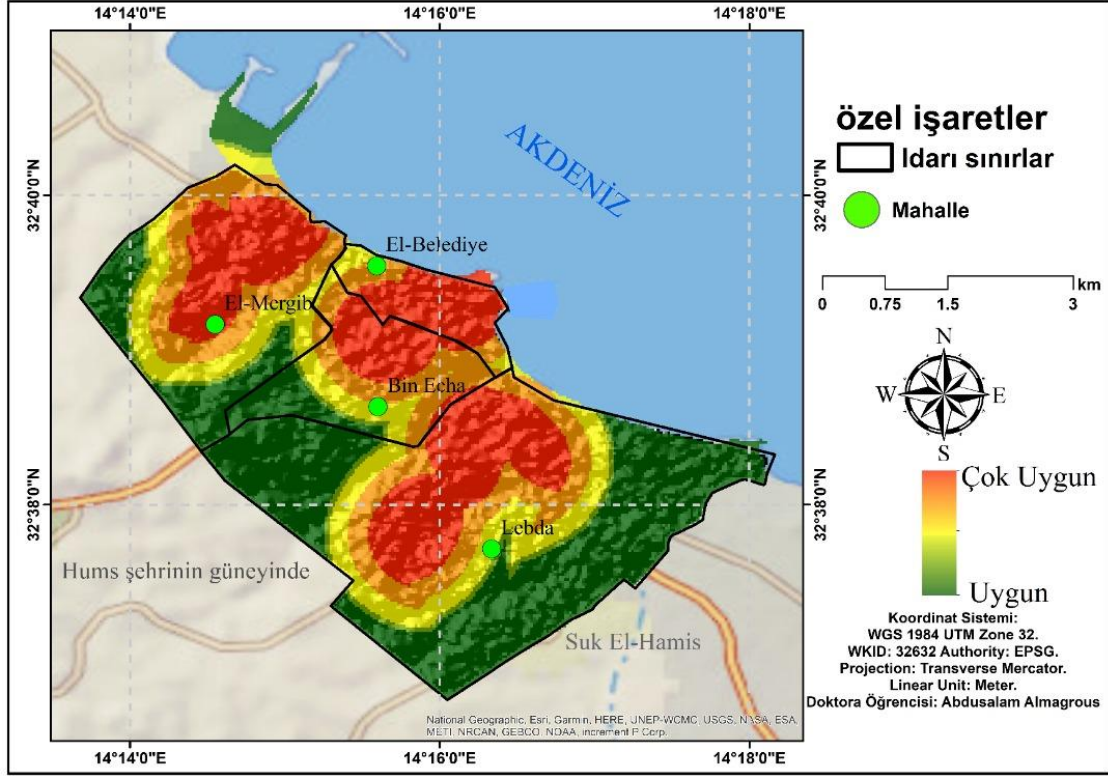 14°14'0"E 14°16'0"E 14°18'0"E
32°40'0"N
32°38'0"N
AKDENİZ
El-Belediye
El-Mergib
Bin Echa
Lebda
Hums şehrinin güneyinde
Suk El-Hamis
National Geographic, Esri, Garmin, HERE, UNEP-WCMC, USGS, NASA, ESA,
METI, NRCAN, GEBCO, NOAA, increment P Corp.
14°14'0"E 14°16'0"E 14°18'0"E
32°40'0"N
32°38'0"N
özel işaretler
Idarı sınırlar
Mahalle
km
0 0.75 1.5 3
N
W E
S
Çok Uygun
Uygun
Koordinat Sistemi:
WGS 1984 UTM Zone 32.
WKID: 32632 Authority: EPSG.
Projection: Transverse Mercator.
Linear Unit: Meter.
Doktora Öğrencisi: Abdusalam Almagrous